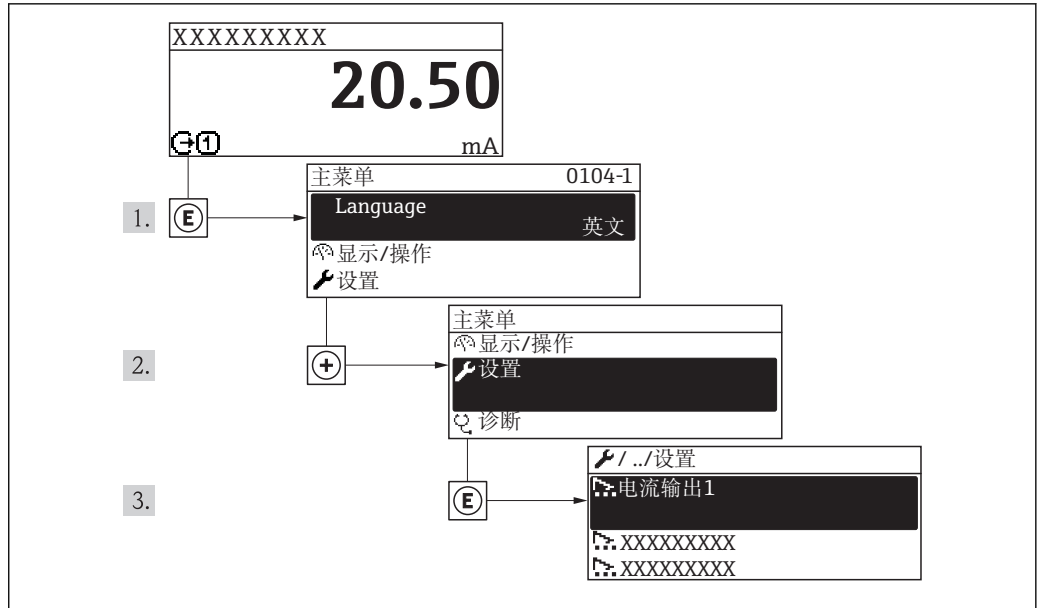 XXXXXXXXX
20.50
mA
1.
E
主菜单 0104-1
Language
英文
显示/操作
设置
2.
+
主菜单
显示/操作
设置
诊断
3.
E
/ ../设置
电流输出1
XXXXXXXXX
XXXXXXXXX